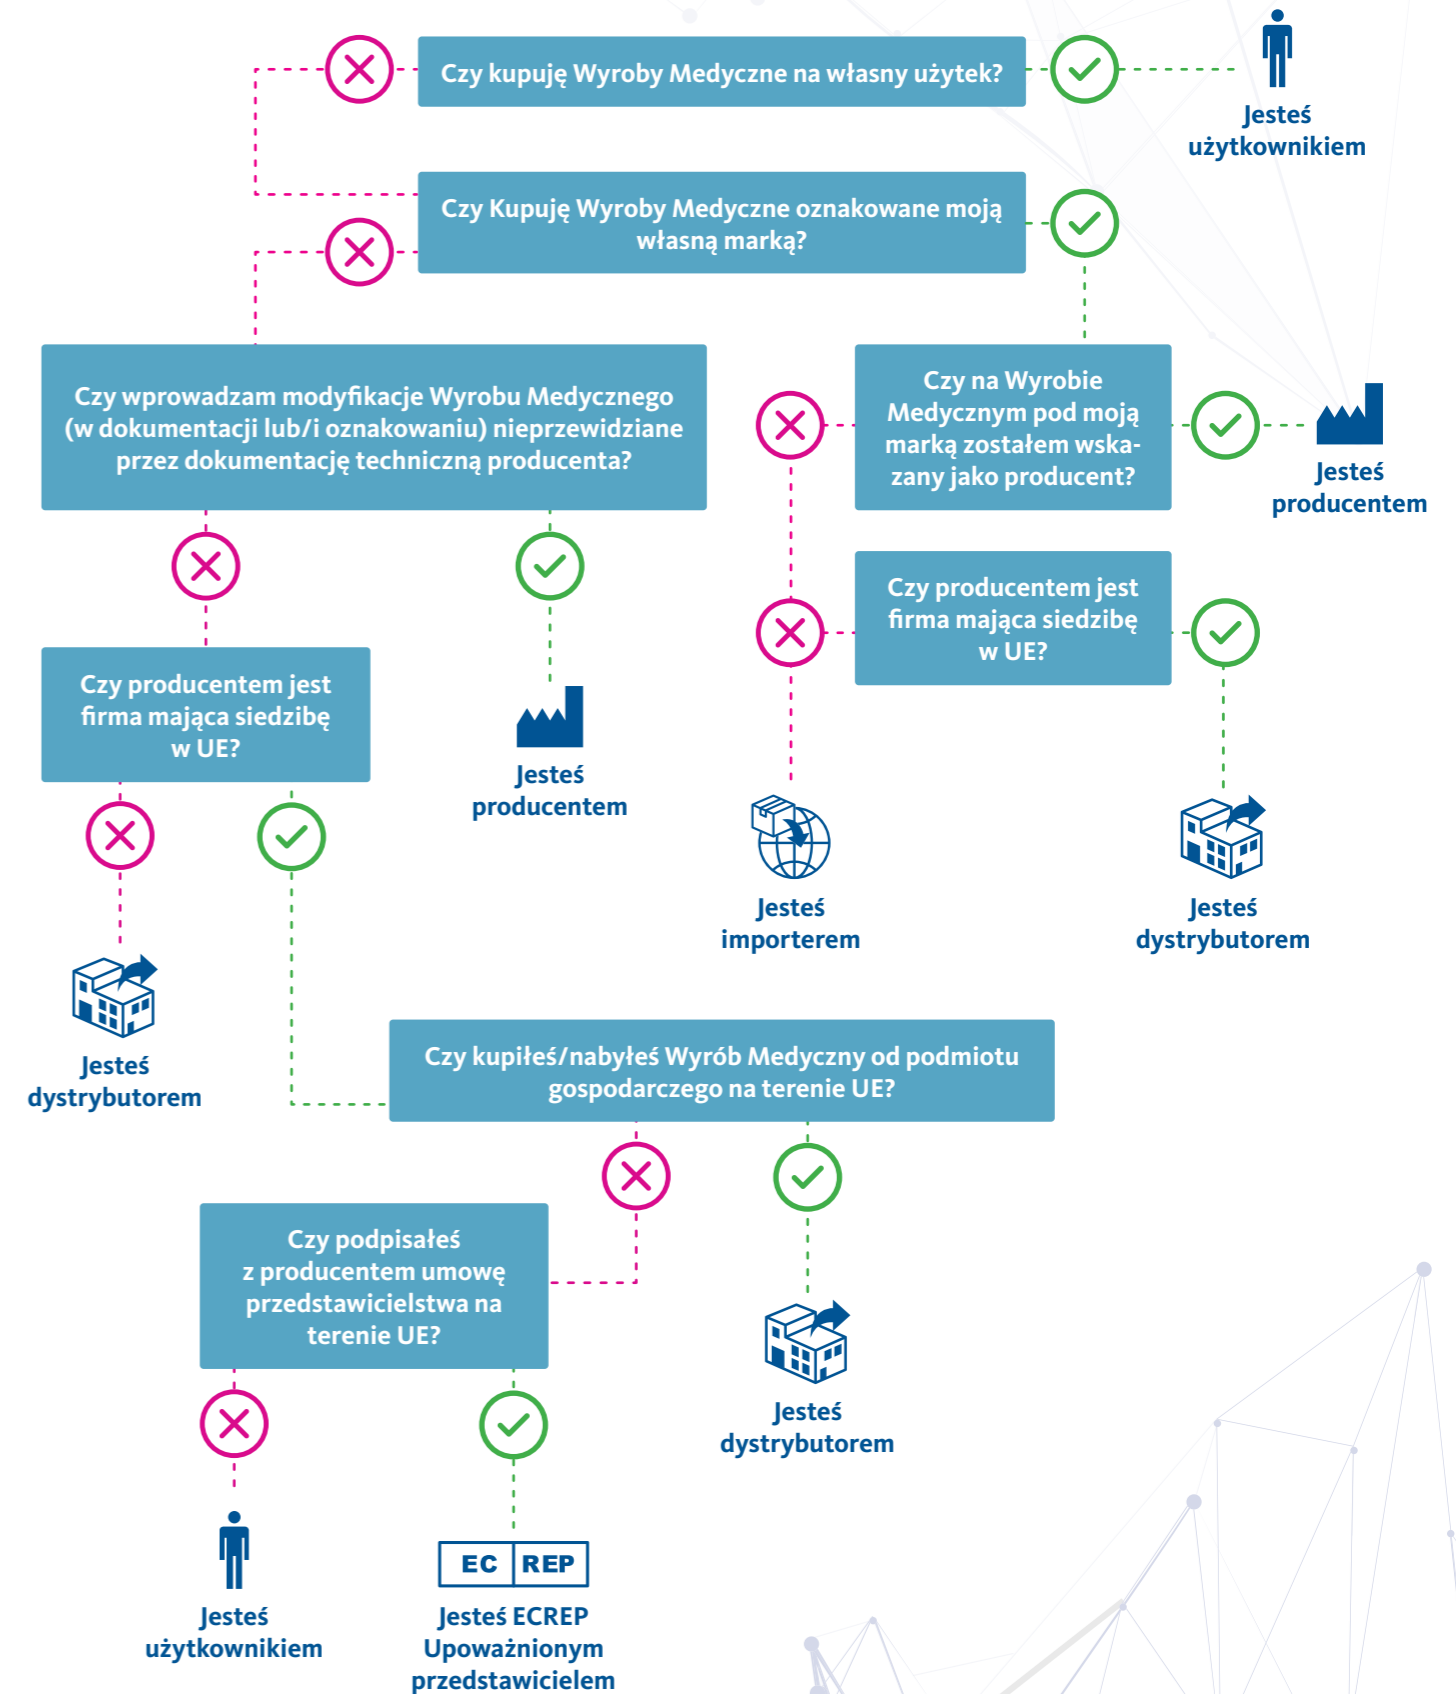 Czy kupuję Wyroby Medyczne na własny użytek?
Jesteś
użytkownikiem
Czy Kupuję Wyroby Medyczne oznakowane moją
własną marką?
Czy wprowadzam modyfikacje Wyrobu Medycznego
(w dokumentacji lub/i oznakowaniu) nieprzewidziane
przez dokumentację techniczną producenta?
Czy na Wyrobie
Medycznym pod moją
marką zostałem wska-
zany jako producent?
Jesteś
producentem
Czy producentem jest
firma mająca siedzibę
w UE?
Czy producentem jest
firma mająca siedzibę
w UE?
Jesteś
producentem
Jesteś
importerem
Jesteś
dystrybutorem
Jesteś
dystrybutorem
Czy kupiłeś/nabyłeś Wyrób Medyczny od podmiotu
gospodarczego na terenie UE?
Czy podpisałeś
z producentem umowę
przedstawicielstwa na
terenie UE?
Jesteś
dystrybutorem
Jesteś
użytkownikiem
EC REP
Jesteś ECREP
Upoważnionym
przedstawicielem